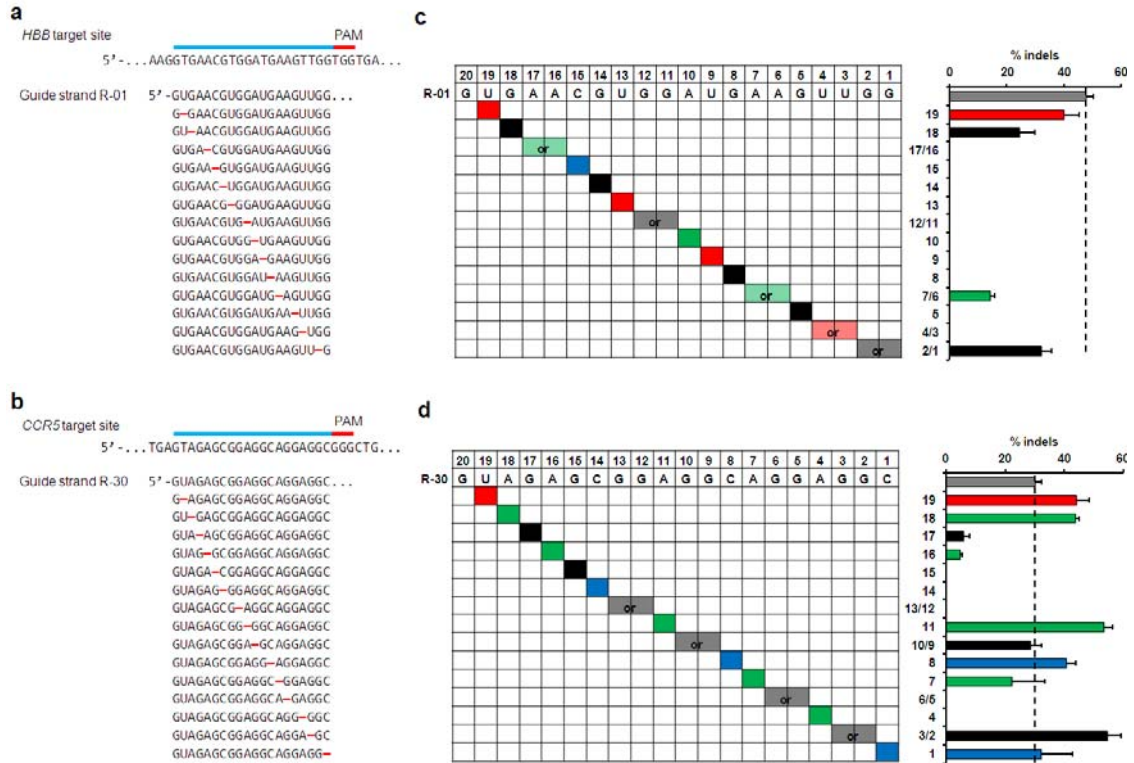 a
HBB target site
PAM
5'-...AAGGTGAACGTGGATGAAGTTGGTGGTGA...
Guide strand R-01 5'-GUGAACGUGGAUGAAGUUGG...
G-GAACGUGGAUGAAGUUGG
GU-AACGUGGAUGAAGUUGG
GUGA-CGUGGAUGAAGUUGG
GUGAA-GUGGAUGAAGUUGG
GUGAAC-UGGAUGAAGUUGG
GUGAACG-GGAUGAAGUUGG
GUGAACGUG-AUGAAGUUGG
GUGAACGUGG-UGAAGUUGG
GUGAACGUGGA-GAAGUUGG
GUGAACGUGGAU-AAGUUGG
GUGAACGUGGAUG-AGUUGG
GUGAACGUGGAUGAA-UUGG
GUGAACGUGGAUGAAG-UGG
GUGAACGUGGAUGAAGUU-G
b
CCR5 target site
PAM
5'-...TGAGTAGAGCGGAGGCAGGAGGCGGGCTG...
Guide strand R-30 5'-GUAGAGCGGAGGCAGGAGGC...
G-AGAGCGGAGGCAGGAGGC
GU-GAGCGGAGGCAGGAGGC
GUA-AGCGGAGGCAGGAGGC
GUAG-GCGGAGGCAGGAGGC
GUAGA-CGGAGGCAGGAGGC
GUAGAG-GGAGGCAGGAGGC
GUAGAGCG-AGGCAGGAGGC
GUAGAGCGG-GGCAGGAGGC
GUAGAGCGGA-GCAGGAGGC
GUAGAGCGGAGG-AGGAGGC
GUAGAGCGGAGGC-GGAGGC
GUAGAGCGGAGGCA-GAGGC
GUAGAGCGGAGGCAGG-GGC
GUAGAGCGGAGGCAGGA-GC
GUAGAGCGGAGGCAGGAGG-
c
20 19 18 17 16 15 14 13 12 11 10 9 8 7 6 5 4 3 2 1
R-01 G U G A A C G U G G A U G A A G U U G G
or
or
or
or
or
% indels
0 20 40 60
19
18
17/16
15
14
13
12/11
10
9
8
7/6
5
4/3
2/1
d
20 19 18 17 16 15 14 13 12 11 10 9 8 7 6 5 4 3 2 1
R-30 G U A G A G C G G A G G C A G G A G G C
or
or
or
or
% indels
0 20 40 60
19
18
17
16
15
14
13/12
11
10/9
8
7
6/5
4
3/2
1